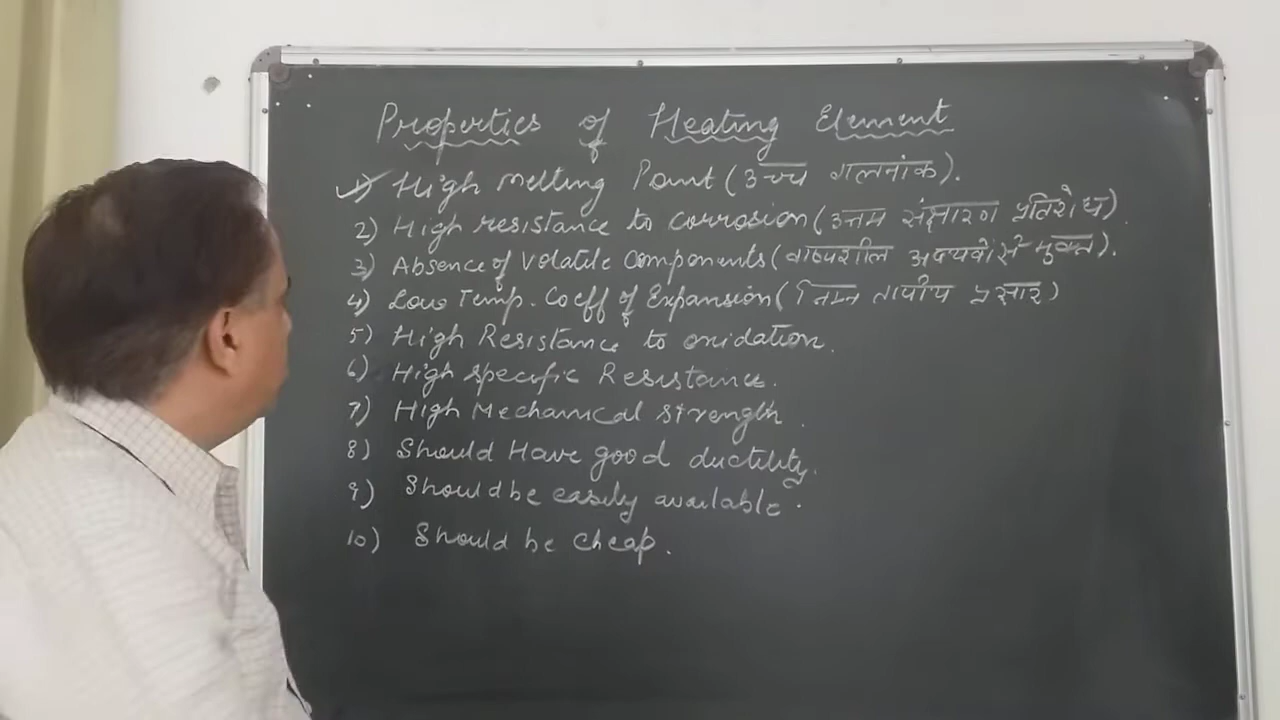 Properties of Heating Element
1) High Melting Point (उच्च गलनांक).
2) High resistance to corrosion (उत्तम संक्षारण प्रतिरोध).
3) Absence of Volatile Components (वाष्पशील अवयवों से मुक्त).
4) Low Temp. Coeff of Expansion (निम्न तापीय प्रसार)
5) High Resistance to oxidation.
6) High specific Resistance.
7) High Mechanical strength.
8) Should Have good ductility.
9) Should be easily available.
10) Should be cheap.